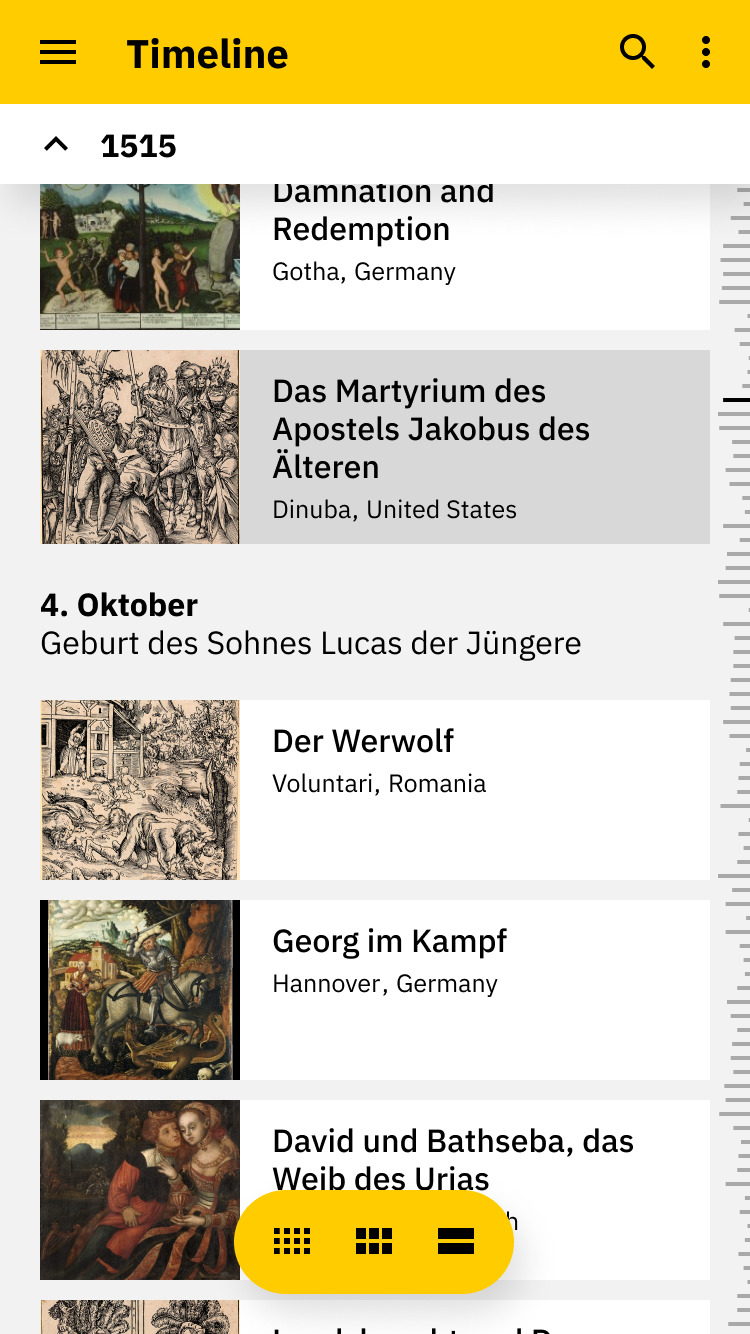 Timeline
1515
Damnation and
Redemption
Gotha, Germany
Das Martyrium des
Apostels Jakobus des
Älteren
Dinuba, United States
4. Oktober
Geburt des Sohnes Lucas der Jüngere
Der Werwolf
Voluntari, Romania
Georg im Kampf
Hannover, Germany
David und Bathseba, das
Weib des Urias